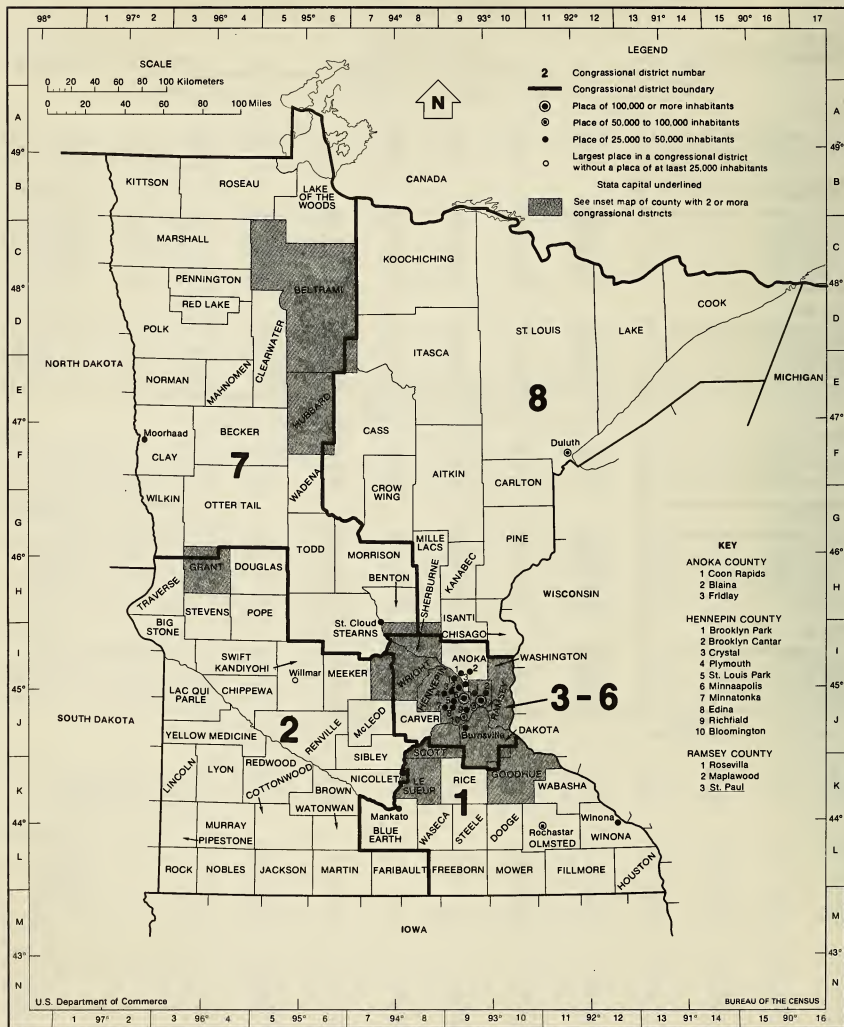 98° 1 97° 2 3 96° 4 5 95° 6 7 94° 8 9 93° 10 11 92° 12 13 91° 14 15 90° 16 17
SCALE
0 20 40 60 80 100 Kilometers
0 20 40 60 80 100 Miles
N
LEGEND
2 Congressional district numbar
Congressional district boundary
Placa of 100,000 or more inhabitants
Placa of 50.000 to 100,000 inhabitants
Placa of 25.000 to 50,000 inhabitants
Largest place in a congressional district
without a placa of at laast 25,000 inhabitants
Stata capital underlined
See inset map of county with 2 or mora
congressional districts
A
49°
B
C
48°
D
E
47°
F
G
46°
H
I
45°
J
K
44°
L
M
43°
N
A
49°
B
C
48°
D
E
47°
F
G
46°
H
I
45°
J
K
44°
L
M
43°
N
CANADA
KITTSON
ROSEAU
LAKE
OF THE
WOODS
MARSHALL
BELTRAMI
KOOCHICHING
PENNINGTON
RED LAKE
POLK
CLEARWATER
ST. LOUIS
LAKE
COOK
ITASCA
NORTH DAKOTA
NORMAN
MAHNOMEN
HUBBARD
MICHIGAN
8
CASS
Moorhaad
CLAY
BECKER
7
Duluth
WADENA
AITKIN
CROW
WING
CARLTON
WILKIN
OTTER TAIL
TODD
MILLE
LACS
PINE
MORRISON
KANABEC
GRANT
DOUGLAS
BENTON
SHERBURNE
TRAVERSE
STEVENS
POPE
WISCONSIN
BIG
STONE
St. Cloud
STEARNS
ISANTI
CHISAGO
SWIFT
KANDIYOHI
Willmar
MEEKER
WRIGHT
ANOKA
WASHINGTON
HENNEPIN
RAMSEY
3-6
LAC QUI
PARLE
CHIPPEWA
SOUTH DAKOTA
2
McLEOD
CARVER
RENVILLE
Burnsvilla
DAKOTA
YELLOW MEDICINE
SIBLEY
SCOTT
LINCOLN
LYON
REDWOOD
COTTONWOOD
BROWN
NICOLLET
LE
SUEUR
RICE
GOODHUE
WABASHA
1
WATONWAN
Mankato
BLUE
EARTH
WASECA
STEELE
DODGE
Rochastar
OLMSTED
Winona
WINONA
MURRAY
PIPESTONE
ROCK
NOBLES
JACKSON
MARTIN
FARIBAULT
FREEBORN
MOWER
FILLMORE
HOUSTON
IOWA
KEY
ANOKA COUNTY
1 Coon Rapids
2 Blaina
3 Fridlay
HENNEPIN COUNTY
1 Brooklyn Park
2 Brooklyn Cantar
3 Crystal
4 Plymouth
5 St. Louis Park
6 Minnaapolis
7 Minnatonka
8 Edina
9 Richfield
10 Bloomington
RAMSEY COUNTY
1 Rosevilla
2 Maplawood
3 St. Paul
U.S. Department of Commerce
BUREAU OF THE CENSUS
1 97° 2 3 96° 4 5 95° 6 7 94° 8 9 10 93° 11 12 92° 13 14 91° 15 90° 16